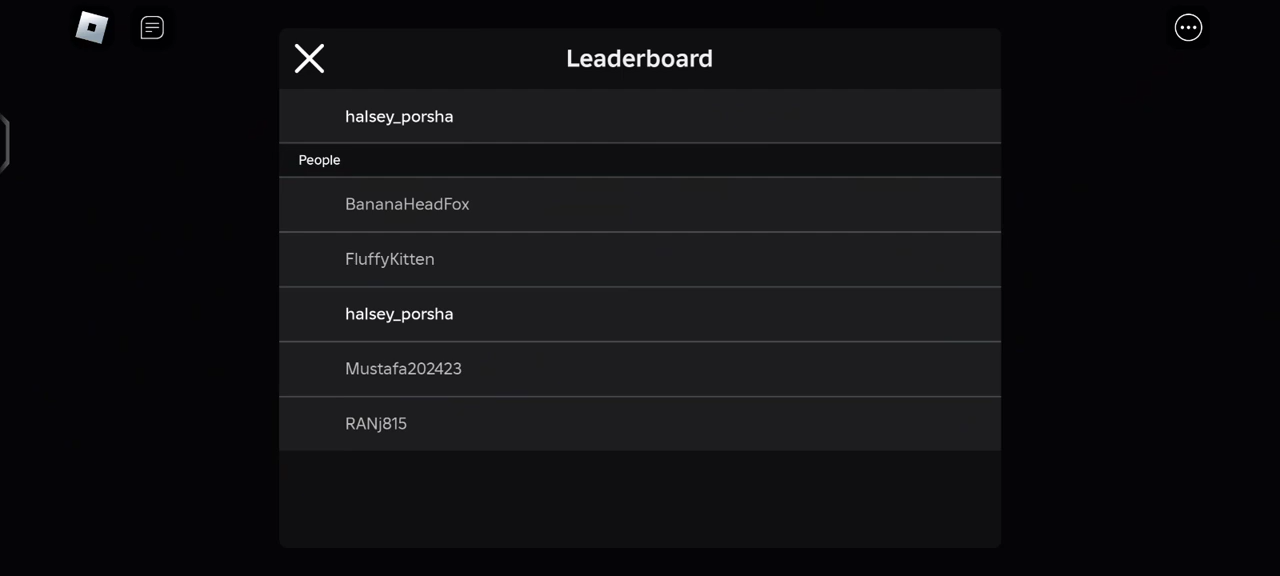 Leaderboard
halsey_porsha
People
BananaHeadFox
FluffyKitten
halsey_porsha
Mustafa202423
RANj815